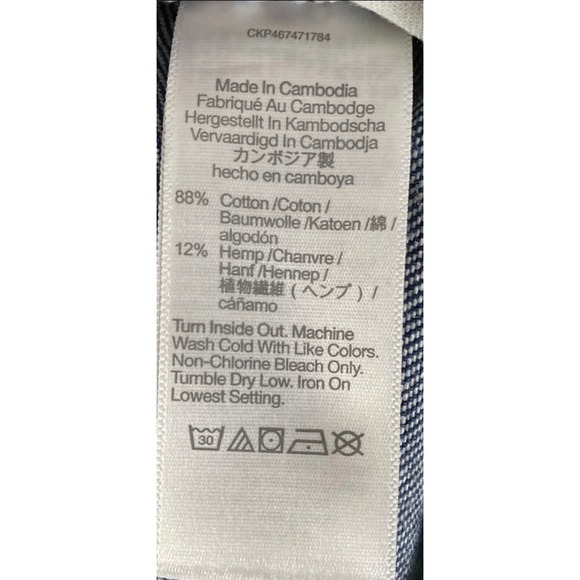 CKP467471784
Made In Cambodia
Fabriqué Au Cambodge
Hergestellt In Kambodscha
Vervaardigd In Cambodja
カンボジア製
hecho en camboya
88% Cotton /Coton /
Baumwolle /Katoen /綿 /
algodón
12% Hemp /Chanvre /
Hanf /Hennep /
植物繊維 ( ヘンプ ) /
cáñamo
Turn Inside Out. Machine
Wash Cold With Like Colors.
Non-Chlorine Bleach Only.
Tumble Dry Low. Iron On
Lowest Setting.
30